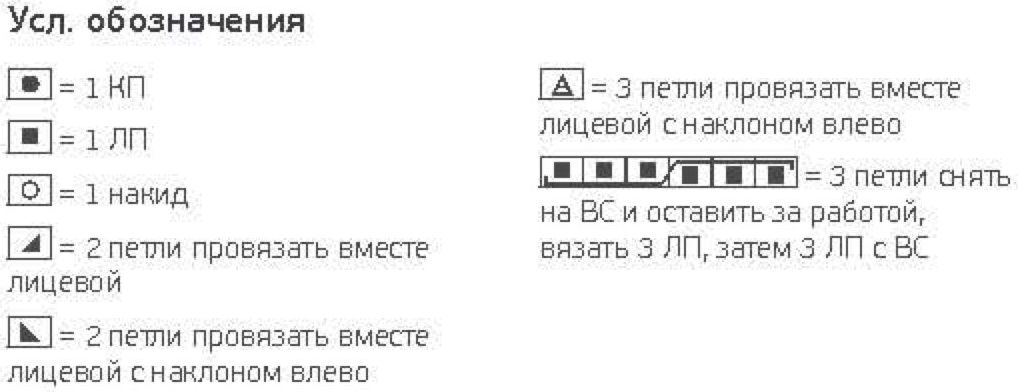 Усл. обозначения
= 1 КП
= 1 ЛП
= 1 накид
= 2 петли провязать вместе
лицевой
= 2 петли провязать вместе
лицевой с наклоном влево
= 3 петли провязать вместе
лицевой с наклоном влево
= 3 петли снять
на ВС и оставить за работой,
вязать 3 ЛП, затем 3 ЛП с ВС